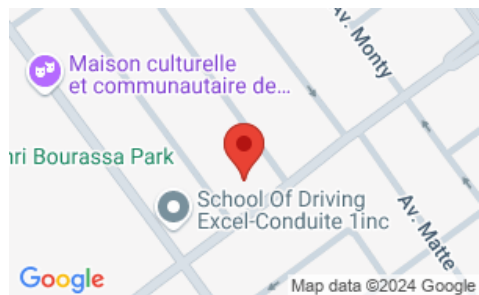 Maison culturelle
et communautaire de...
Av. Monty
nri Bourassa Park
School Of Driving
Excel-Conduite 1inc
Av. Matte
Google
Map data ©2024 Google